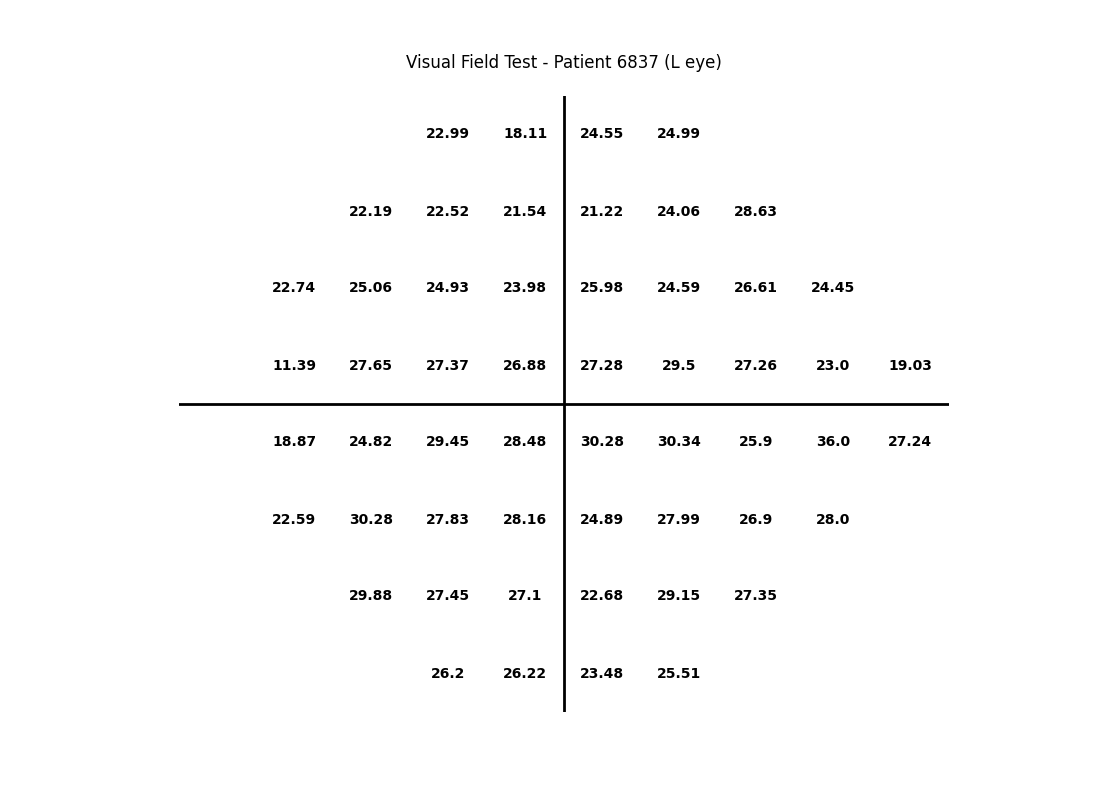 Visual Field Test - Patient 6837 (L eye)
22.99 18.11 24.55 24.99
22.19 22.52 21.54 21.22 24.06 28.63
22.74 25.06 24.93 23.98 25.98 24.59 26.61 24.45
11.39 27.65 27.37 26.88 27.28 29.5 27.26 23.0 19.03
18.87 24.82 29.45 28.48 30.28 30.34 25.9 36.0 27.24
22.59 30.28 27.83 28.16 24.89 27.99 26.9 28.0
29.88 27.45 27.1 22.68 29.15 27.35
26.2 26.22 23.48 25.51